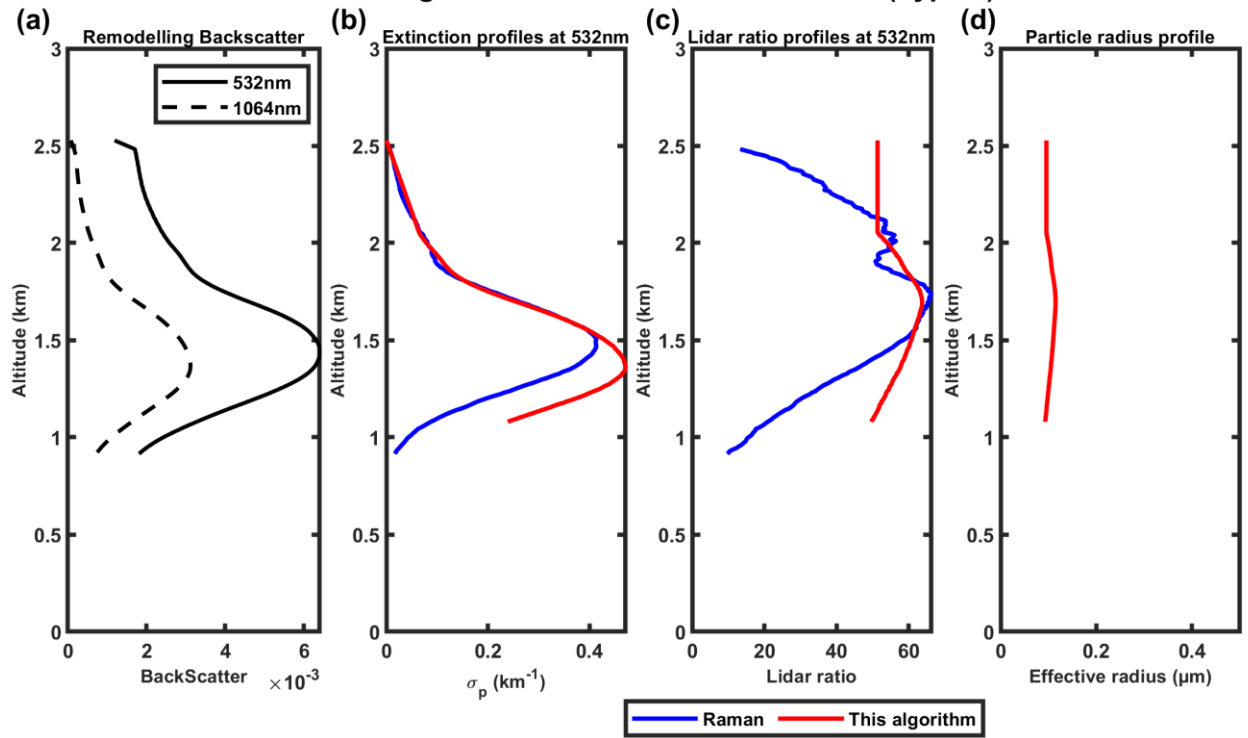 (a)
Remodelling Backscatter
532nm
1064nm
3
2.5
2
1.5
1
0.5
0
Altitude (km)
0 2 4 6
BackScatter ×10⁻³
(b)
Extinction profiles at 532nm
3
2.5
2
1.5
1
0.5
0
Altitude (km)
0 0.2 0.4
σp (km⁻¹)
(c)
Lidar ratio profiles at 532nm
3
2.5
2
1.5
1
0.5
0
Altitude (km)
0 20 40 60
Lidar ratio
(d)
Particle radius profile
3
2.5
2
1.5
1
0.5
0
Altitude (km)
0 0.2 0.4
Effective radius (μm)
Raman This algorithm